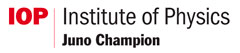 IOP Institute of Physics
Juno Champion